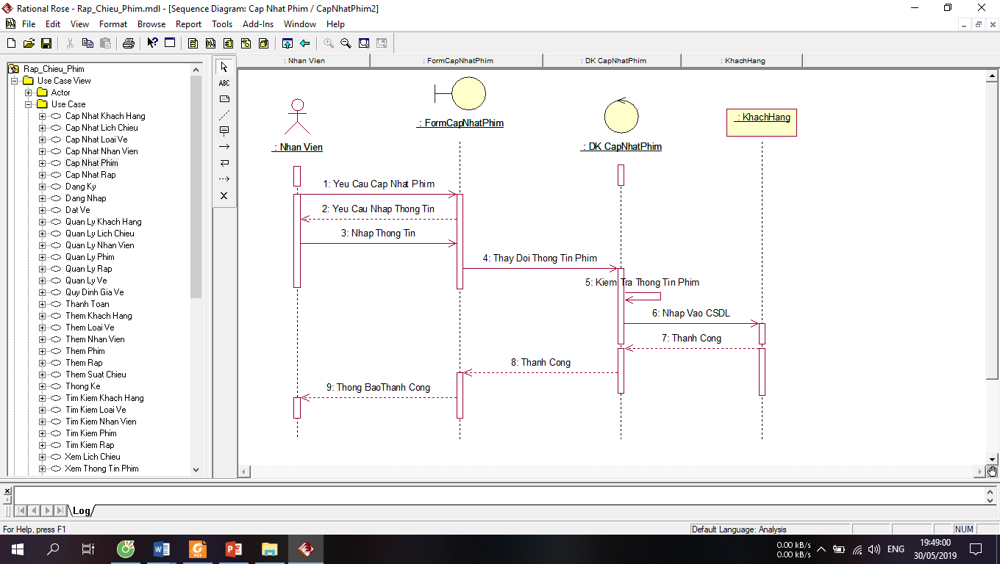 Rational Rose - Rap_Chieu_Phim.mdl - [Sequence Diagram: Cap Nhat Phim / CapNhatPhim2]
File Edit View Format Browse Report Tools Add-Ins Window Help
: Nhan Vien : FormCapNhatPhim : DK CapNhatPhim : KhachHang
Rap_Chieu_Phim
Use Case View
Actor
Use Case
Cap Nhat Khach Hang
Cap Nhat Lich Chieu
Cap Nhat Loai Ve
Cap Nhat Nhan Vien
Cap Nhat Phim
Cap Nhat Rap
Dang Ky
Dang Nhap
Dat Ve
Quan Ly Khach Hang
Quan Ly Lich Chieu
Quan Ly Nhan Vien
Quan Ly Phim
Quan Ly Rap
Quan Ly Ve
Quy Dinh Gia Ve
Thanh Toan
Them Khach Hang
Them Loai Ve
Them Nhan Vien
Them Phim
Them Rap
Them Suat Chieu
Thong Ke
Tim Kiem Khach Hang
Tim Kiem Loai Ve
Tim Kiem Nhan Vien
Tim Kiem Phim
Tim Kiem Rap
Xem Lich Chieu
Xem Thong Tin Phim
ABC
: Nhan Vien
: FormCapNhatPhim
: DK CapNhatPhim
: KhachHang
1: Yeu Cau Cap Nhat Phim
2: Yeu Cau Nhap Thong Tin
3: Nhap Thong Tin
4: Thay Doi Thong Tin Phim
5: Kiem Tra Thong Tin Phim
6: Nhap Vao CSDL
7: Thanh Cong
8: Thanh Cong
9: Thong BaoThanh Cong
Log
For Help, press F1
Default Language: Analysis
NUM
PDF
0.00 kB/s
0.00 kB/s
ENG
19:49:00
30/05/2019